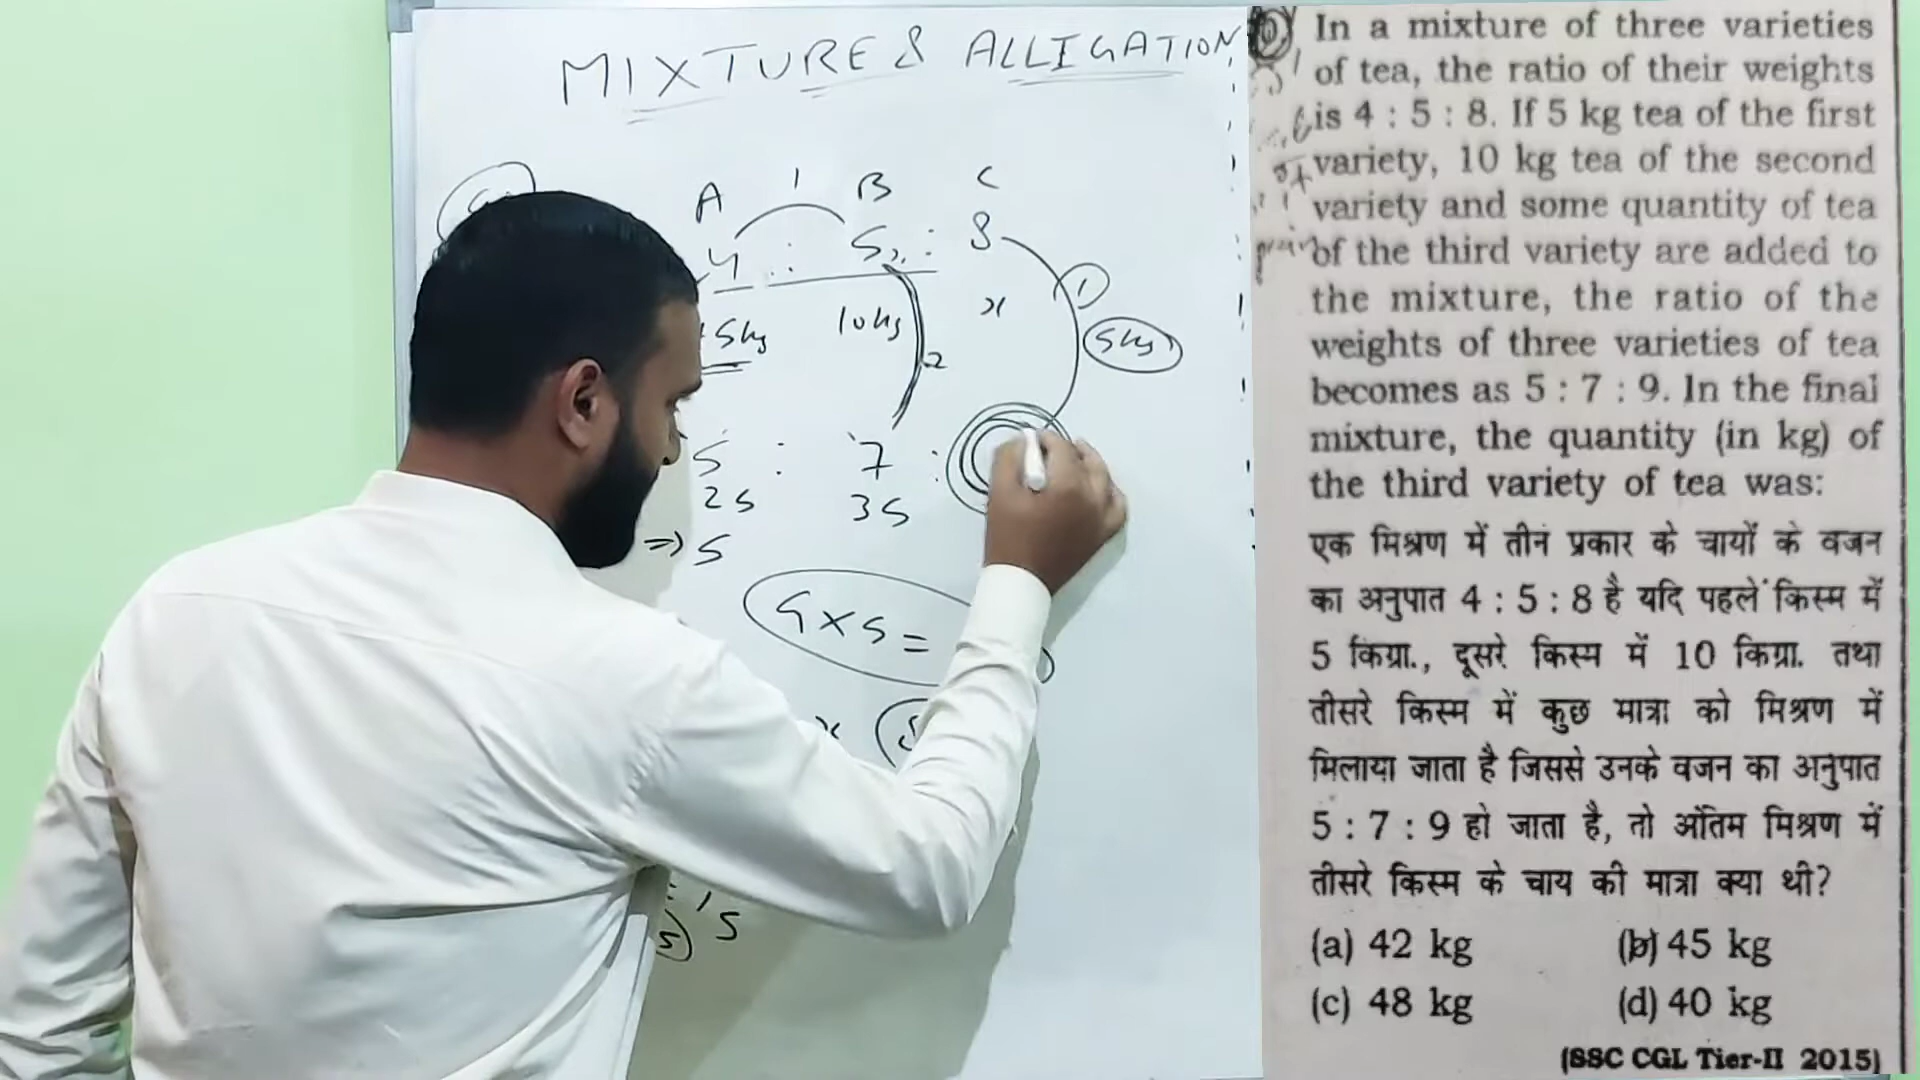 MIXTURE & ALLIGATION
A 1 B C
4 : 5 : 8
1
+5kg 10kg x
5kg
2
5 : 7 :
25 35
⇒ 5
9×5=
x
= 15
5
In a mixture of three varieties
of tea, the ratio of their weights
is 4 : 5 : 8. If 5 kg tea of the first
variety, 10 kg tea of the second
variety and some quantity of tea
of the third variety are added to
the mixture, the ratio of the
weights of three varieties of tea
becomes as 5 : 7 : 9. In the final
mixture, the quantity (in kg) of
the third variety of tea was:
एक मिश्रण में तीन प्रकार के चायों के वजन
का अनुपात 4 : 5 : 8 है यदि पहले किस्म में
5 किग्रा., दूसरे किस्म में 10 किग्रा. तथा
तीसरे किस्म में कुछ मात्रा को मिश्रण में
मिलाया जाता है जिससे उनके वजन का अनुपात
5 : 7 : 9 हो जाता है, तो अंतिम मिश्रण में
तीसरे किस्म के चाय की मात्रा क्या थी?
(a) 42 kg (b) 45 kg
(c) 48 kg (d) 40 kg
(SSC CGL Tier-II 2015)